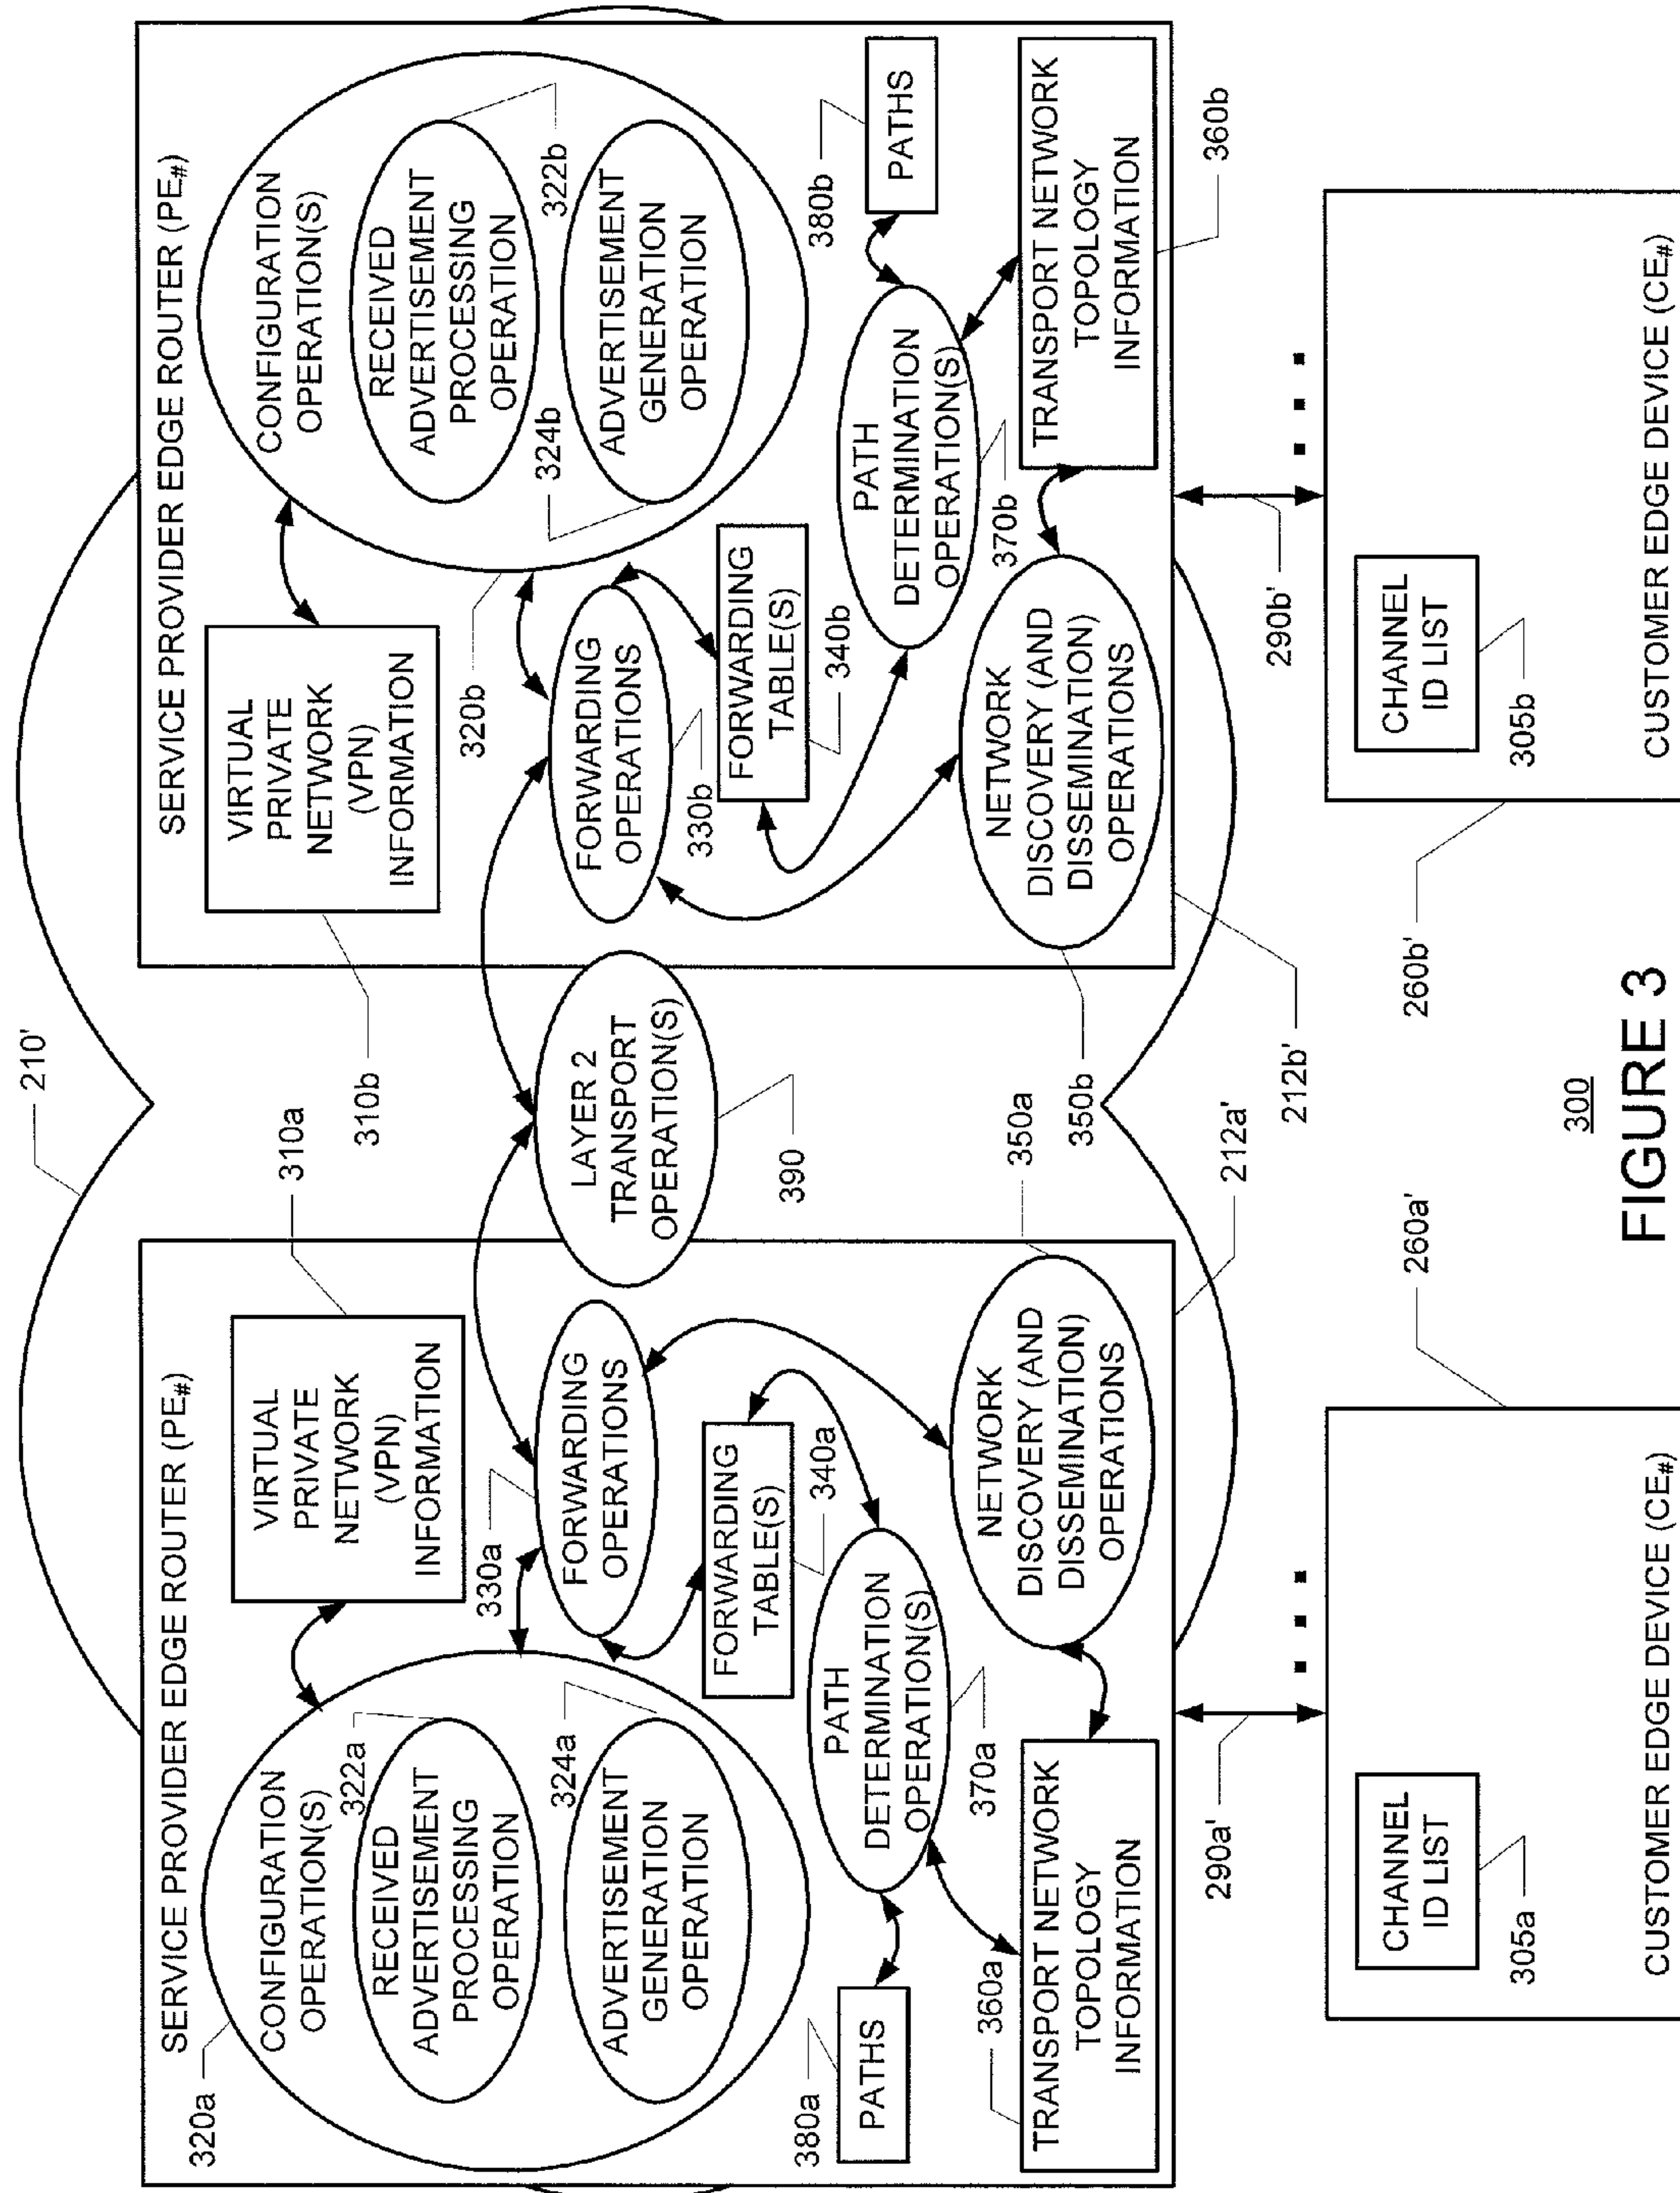 210'
SERVICE PROVIDER EDGE ROUTER (PE#)
320a
CONFIGURATION
OPERATION(S)
322a
RECEIVED
ADVERTISEMENT
PROCESSING
OPERATION
324a
ADVERTISEMENT
GENERATION
OPERATION
VIRTUAL
PRIVATE
NETWORK
(VPN)
INFORMATION
310a
330a
FORWARDING
OPERATIONS
FORWARDING
TABLE(S)
340a
380a
PATHS
PATH
DETERMINATION
OPERATION(S)
370a
360a
TRANSPORT NETWORK
TOPOLOGY
INFORMATION
NETWORK
DISCOVERY (AND
DISSEMINATION)
OPERATIONS
350a
212a'
LAYER 2
TRANSPORT
OPERATION(S)
390
SERVICE PROVIDER EDGE ROUTER (PE#)
VIRTUAL
PRIVATE
NETWORK
(VPN)
INFORMATION
310b
320b
CONFIGURATION
OPERATION(S)
RECEIVED
ADVERTISEMENT
PROCESSING
OPERATION
322b
324b
ADVERTISEMENT
GENERATION
OPERATION
FORWARDING
OPERATIONS
330b
FORWARDING
TABLE(S)
340b
380b
PATHS
PATH
DETERMINATION
OPERATION(S)
370b
TRANSPORT NETWORK
TOPOLOGY
INFORMATION
360b
NETWORK
DISCOVERY (AND
DISSEMINATION)
OPERATIONS
350b
212b'
290a'
260a'
CHANNEL
ID LIST
305a
CUSTOMER EDGE DEVICE (CE#)
290b'
260b'
CHANNEL
ID LIST
305b
CUSTOMER EDGE DEVICE (CE#)
300
FIGURE 3